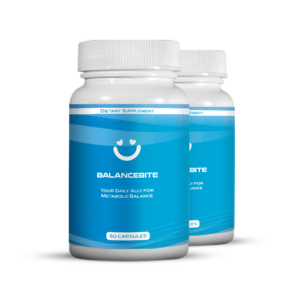 Dietary Supplement
BALANCEBITE
Your Daily Ally for
Metabolic Balance
60 CAPSULES